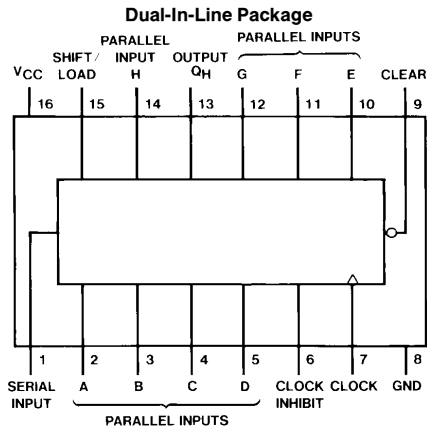 Dual-In-Line Package
PARALLEL PARALLEL INPUTS
SHIFT/ INPUT OUTPUT
VCC LOAD H QH G F E CLEAR
16 15 14 13 12 11 10 9
1 2 3 4 5 6 7 8
SERIAL A B C D CLOCK CLOCK GND
INPUT INHIBIT
PARALLEL INPUTS